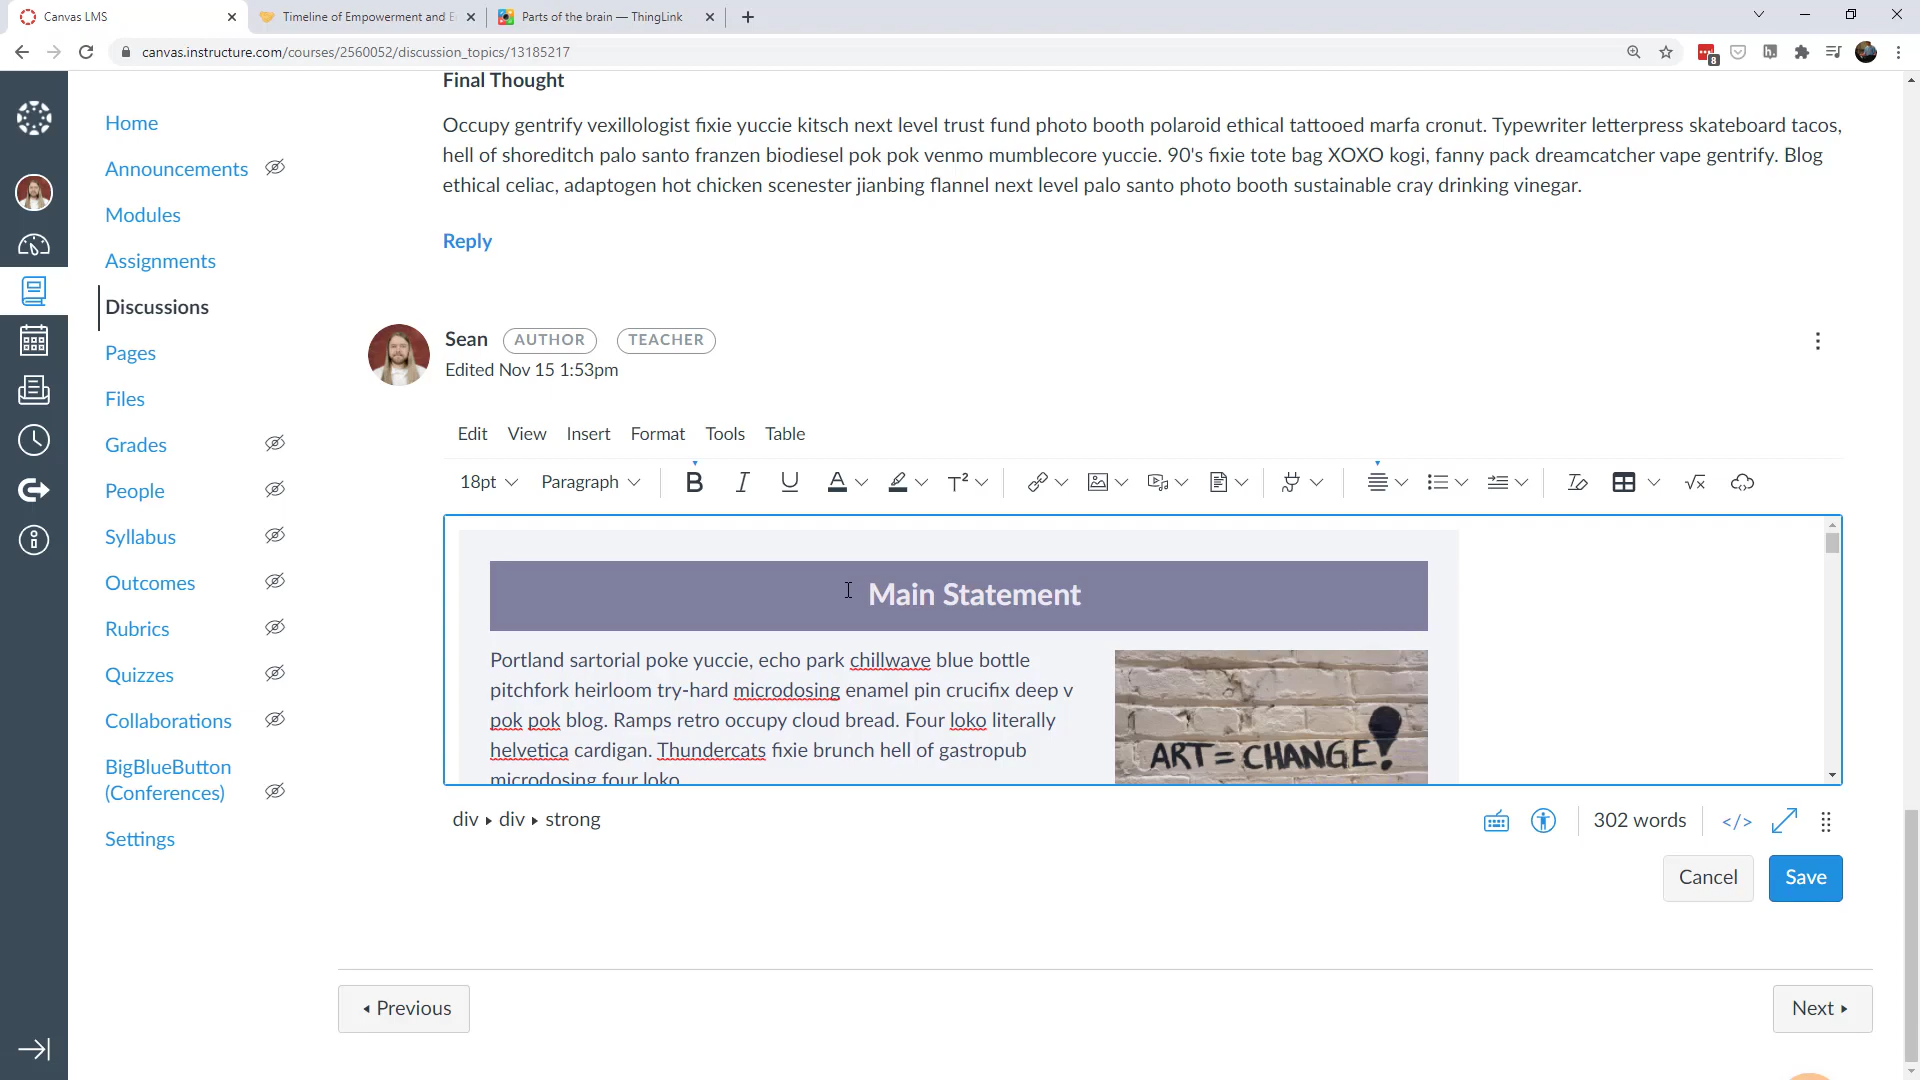 Canvas LMS
Timeline of Empowerment and E
Parts of the brain — ThingLink
canvas.instructure.com/courses/2560052/discussion_topics/13185217
8
Home
Announcements
Modules
Assignments
Discussions
Pages
Files
Grades
People
Syllabus
Outcomes
Rubrics
Quizzes
Collaborations
BigBlueButton
(Conferences)
Settings
Final Thought
Occupy gentrify vexillologist fixie yuccie kitsch next level trust fund photo booth polaroid ethical tattooed marfa cronut. Typewriter letterpress skateboard tacos,
hell of shoreditch palo santo franzen biodiesel pok pok venmo mumblecore yuccie. 90's fixie tote bag XOXO kogi, fanny pack dreamcatcher vape gentrify. Blog
ethical celiac, adaptogen hot chicken scenester jianbing flannel next level palo santo photo booth sustainable cray drinking vinegar.
Reply
Sean AUTHOR TEACHER
Edited Nov 15 1:53pm
Edit View Insert Format Tools Table
18pt Paragraph
Main Statement
Portland sartorial poke yuccie, echo park chillwave blue bottle
pitchfork heirloom try-hard microdosing enamel pin crucifix deep v
pok pok blog. Ramps retro occupy cloud bread. Four loko literally
helvetica cardigan. Thundercats fixie brunch hell of gastropub
microdosing four loko.
ART= CHANGE!
div ▸ div ▸ strong
302 words
</>
Cancel
Save
Previous
Next